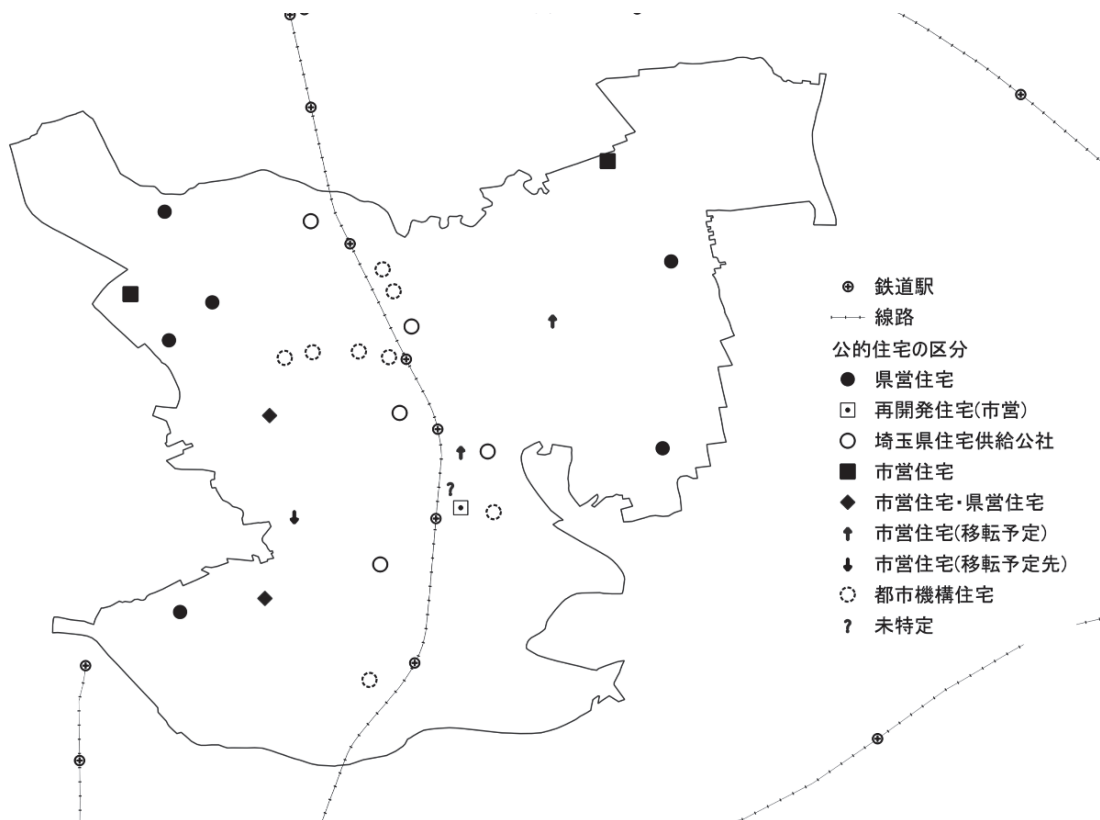 鉄道駅
線路
公的住宅の区分
県営住宅
再開発住宅(市営)
埼玉県住宅供給公社
市営住宅
市営住宅・県営住宅
市営住宅(移転予定)
市営住宅(移転予定先)
都市機構住宅
? 未特定
?